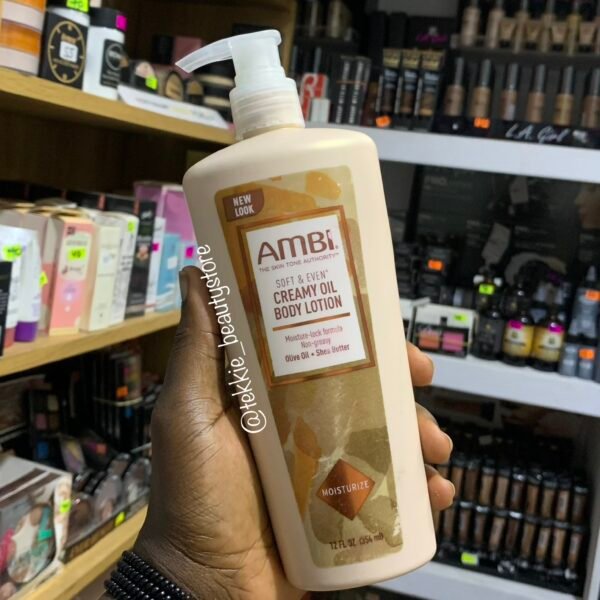 NEW
LOOK
AMBI.
THE SKIN TONE AUTHORITY™
SOFT & EVEN®
CREAMY OIL
BODY LOTION
Moisture-lock formula
Non-greasy
Olive Oil • Shea Butter
MOISTURIZE
12 FL OZ. (354 ml)
@tekkie_beautystore
L.A. Girl